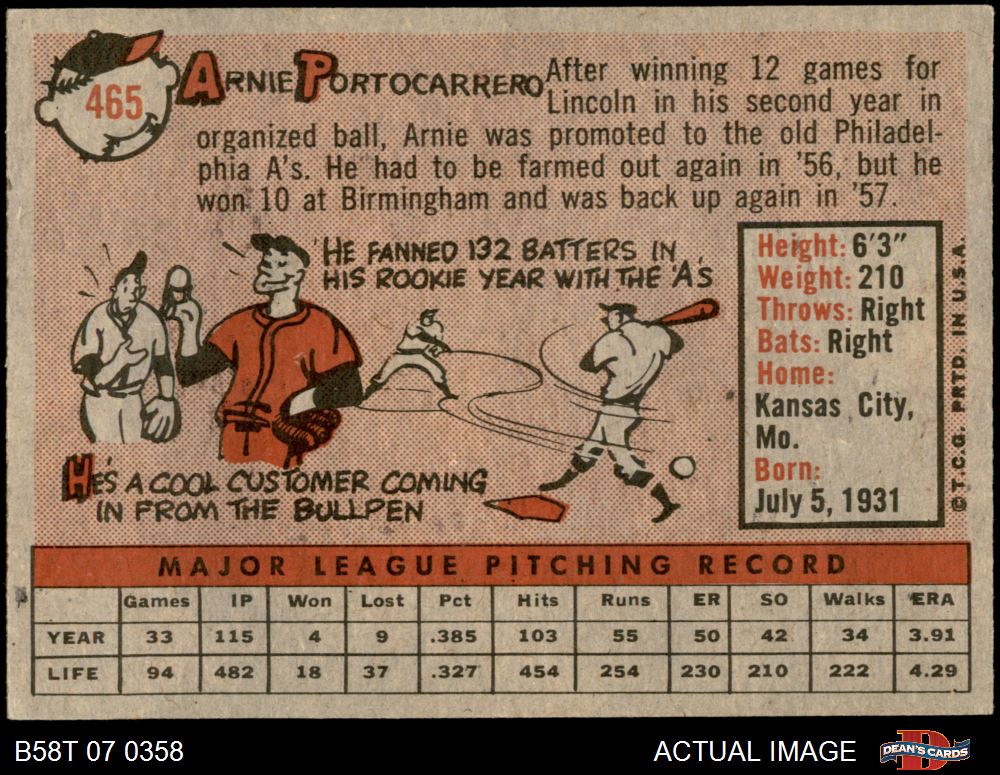 465
ARNIE PORTOCARRERO
After winning 12 games for
Lincoln in his second year in
organized ball, Arnie was promoted to the old Philadel-
phia A's. He had to be farmed out again in '56, but he
won 10 at Birmingham and was back up again in '57.
HE FANNED 132 BATTERS IN
HIS ROOKIE YEAR WITH THE 'A's
HE'S A COOL CUSTOMER COMING
IN FROM THE BULLPEN
Height: 6'3"
Weight: 210
Throws: Right
Bats: Right
Home:
Kansas City,
Mo.
Born:
July 5, 1931
© T.C.G. PRTD. IN U.S.A.
MAJOR LEAGUE PITCHING RECORD
Games IP Won Lost Pct Hits Runs ER SO Walks ERA
YEAR 33 115 4 9 .385 103 55 50 42 34 3.91
LIFE 94 482 18 37 .327 454 254 230 210 222 4.29
B58T 07 0358
ACTUAL IMAGE
DEAN'S CARDS